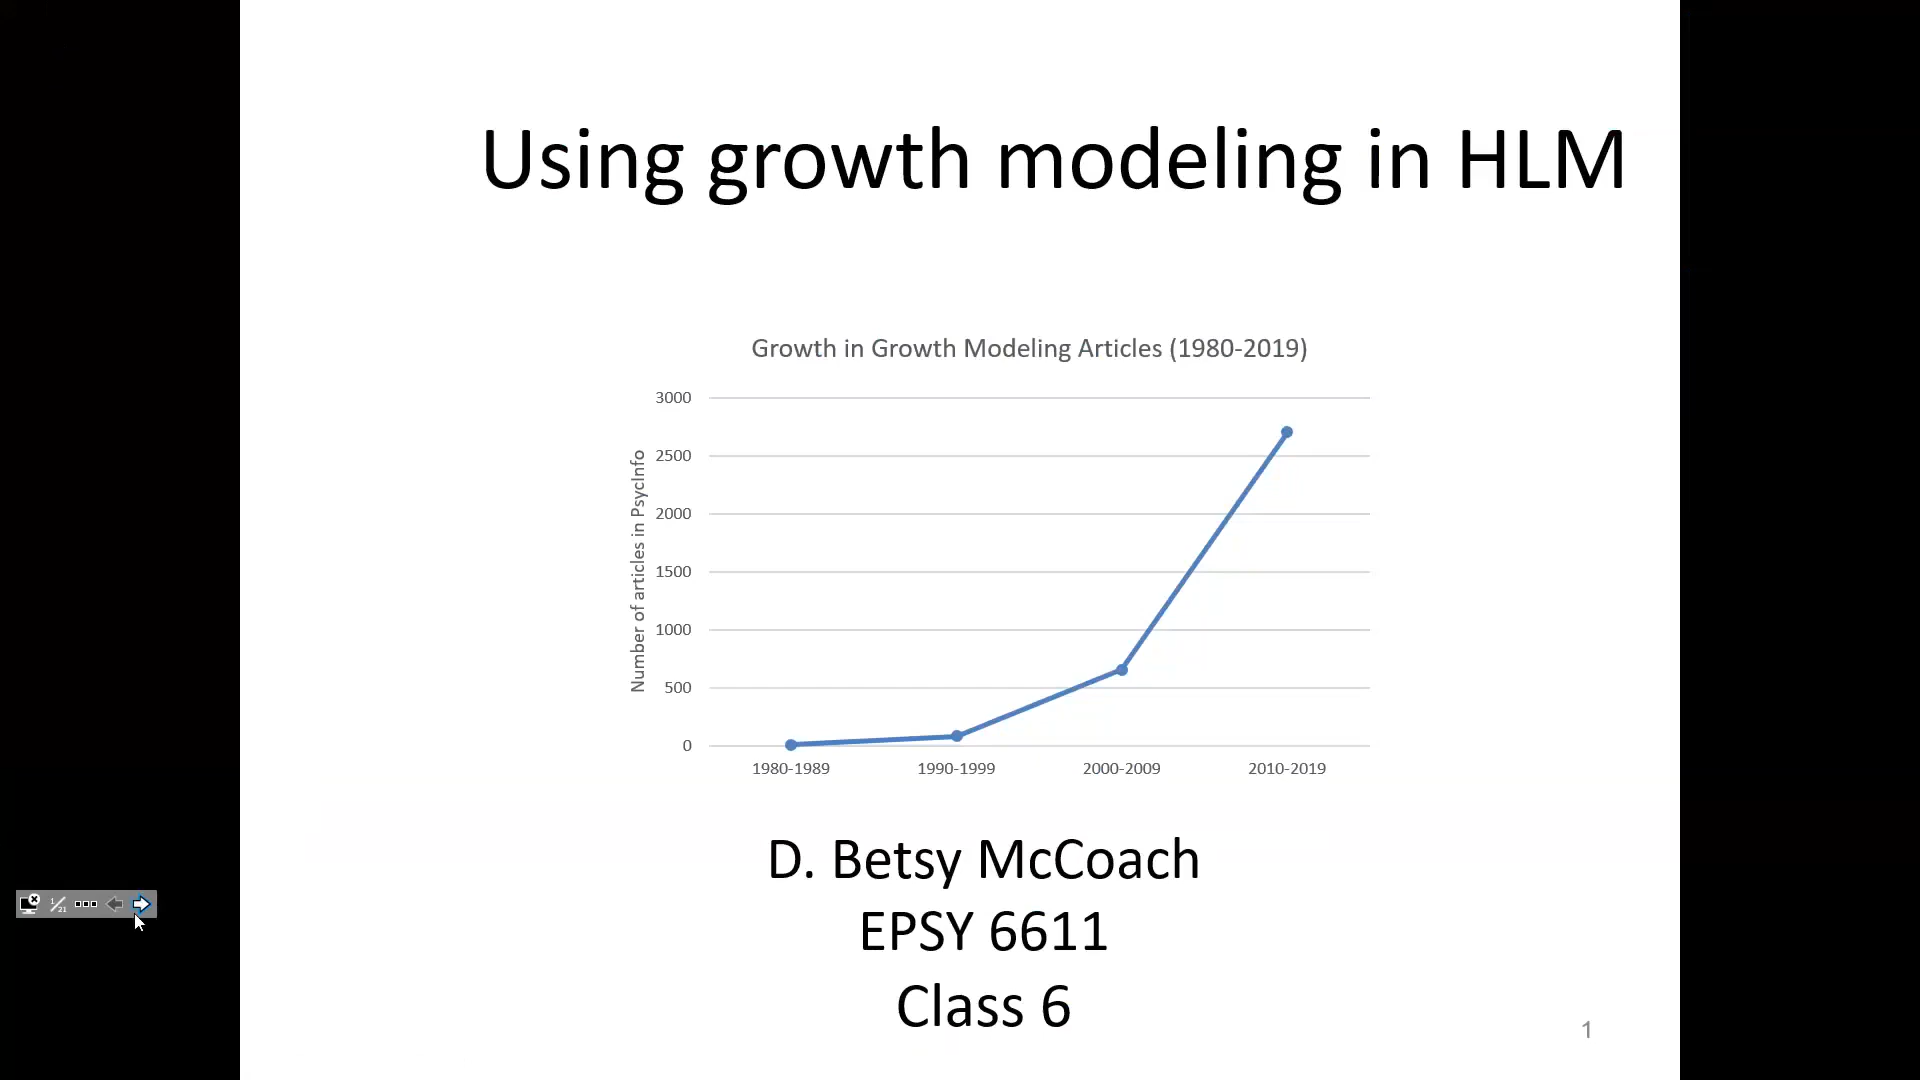 Using growth modeling in HLM
Growth in Growth Modeling Articles (1980-2019)
Number of articles in PsycInfo
3000
2500
2000
1500
1000
500
0
1980-1989 1990-1999 2000-2009 2010-2019
D. Betsy McCoach
EPSY 6611
Class 6
1
1/21